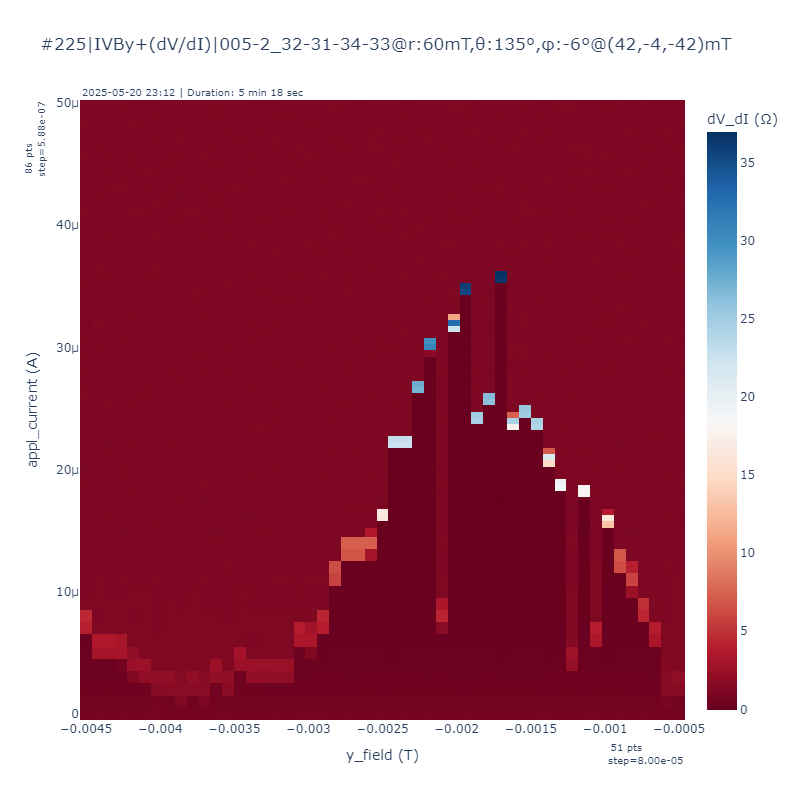 #225|IVBy+(dV/dI)|005-2_32-31-34-33@r:60mT,θ:135º,φ:-6º@(42,-4,-42)mT
2025-05-20 23:12 | Duration: 5 min 18 sec
dV_dI (Ω)
86 pts
step=5.88e-07
appl_current (A)
50μ
40μ
30μ
20μ
10μ
0
35
30
25
20
15
10
5
0
−0.0045
−0.004
−0.0035
−0.003
−0.0025
−0.002
−0.0015
−0.001
−0.0005
y_field (T)
51 pts
step=8.00e-05